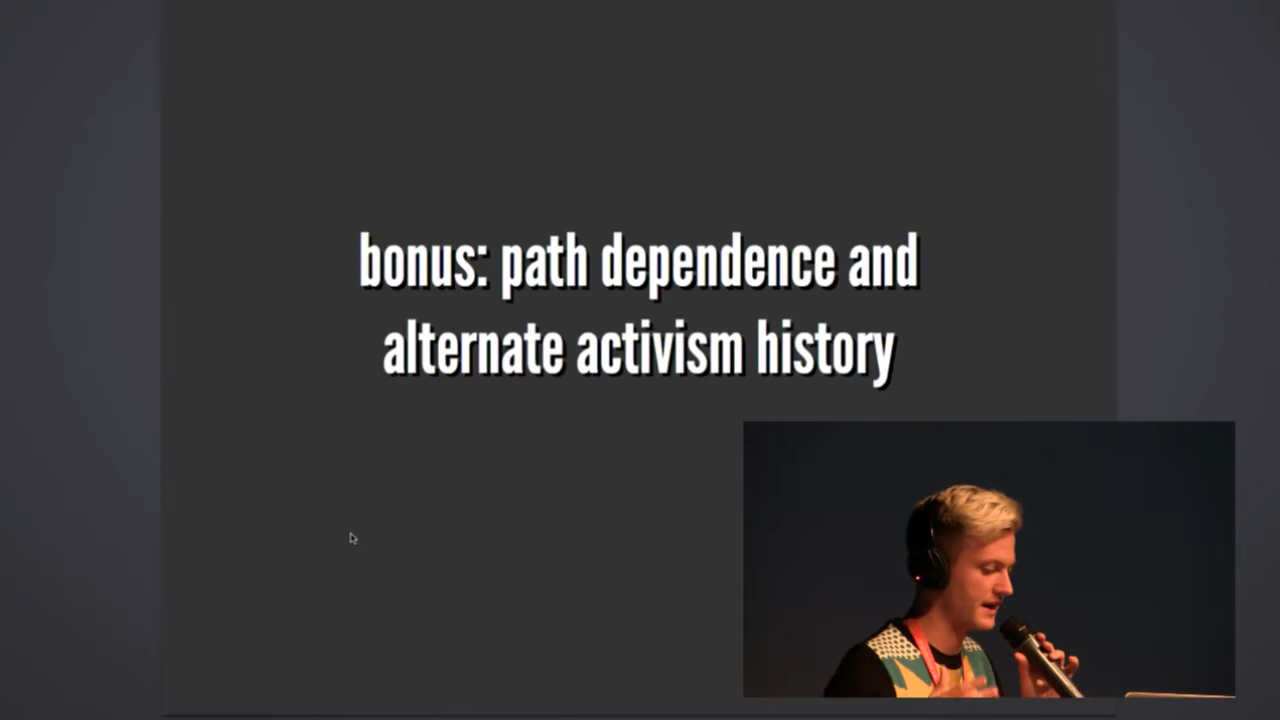 bonus: path dependence and
alternate activism history